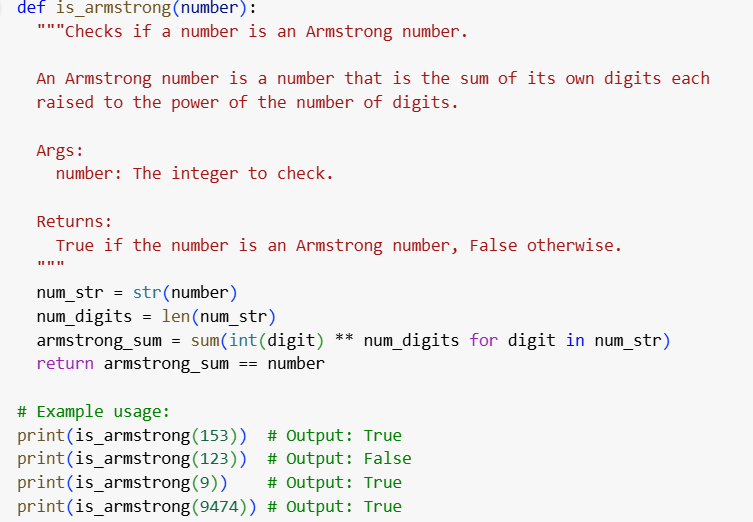 def is_armstrong(number):
  """Checks if a number is an Armstrong number.

  An Armstrong number is a number that is the sum of its own digits each
  raised to the power of the number of digits.

  Args:
    number: The integer to check.

  Returns:
    True if the number is an Armstrong number, False otherwise.
  """
  num_str = str(number)
  num_digits = len(num_str)
  armstrong_sum = sum(int(digit) ** num_digits for digit in num_str)
  return armstrong_sum == number

# Example usage:
print(is_armstrong(153))  # Output: True
print(is_armstrong(123))  # Output: False
print(is_armstrong(9))    # Output: True
print(is_armstrong(9474)) # Output: True